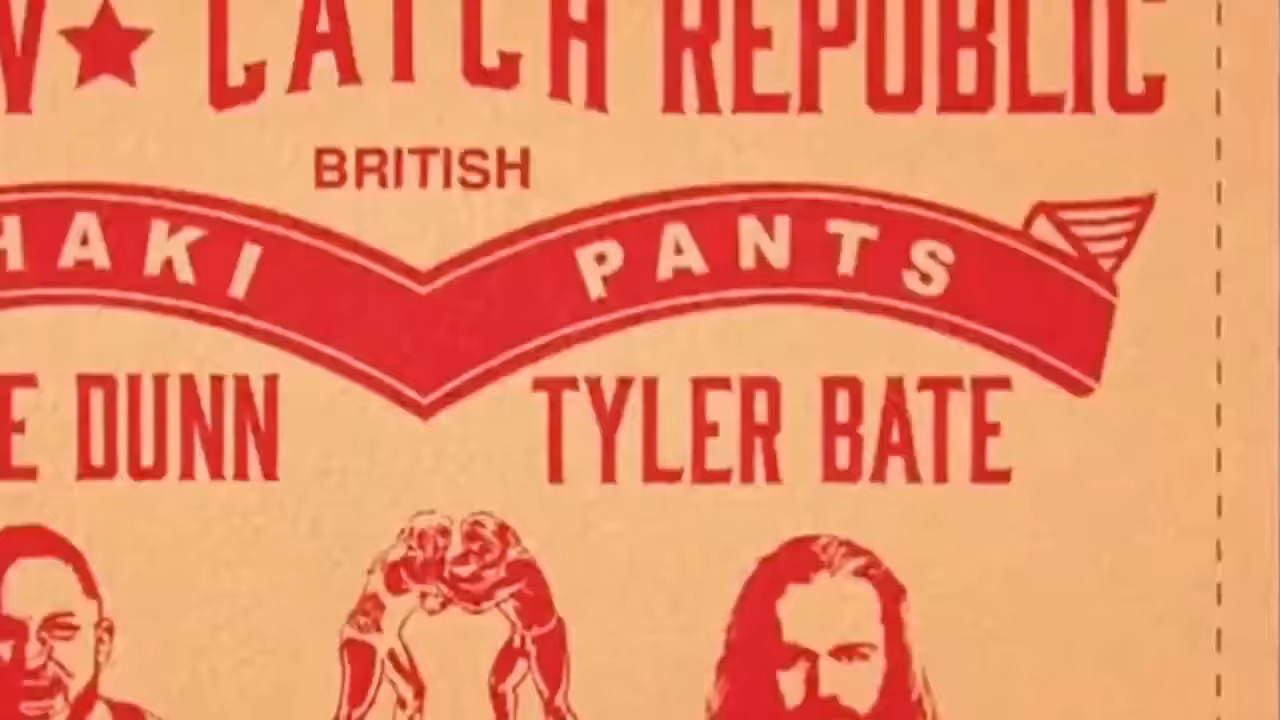 CATCH REPUBLIC
BRITISH
HAKI PANTS
E DUNN TYLER BATE